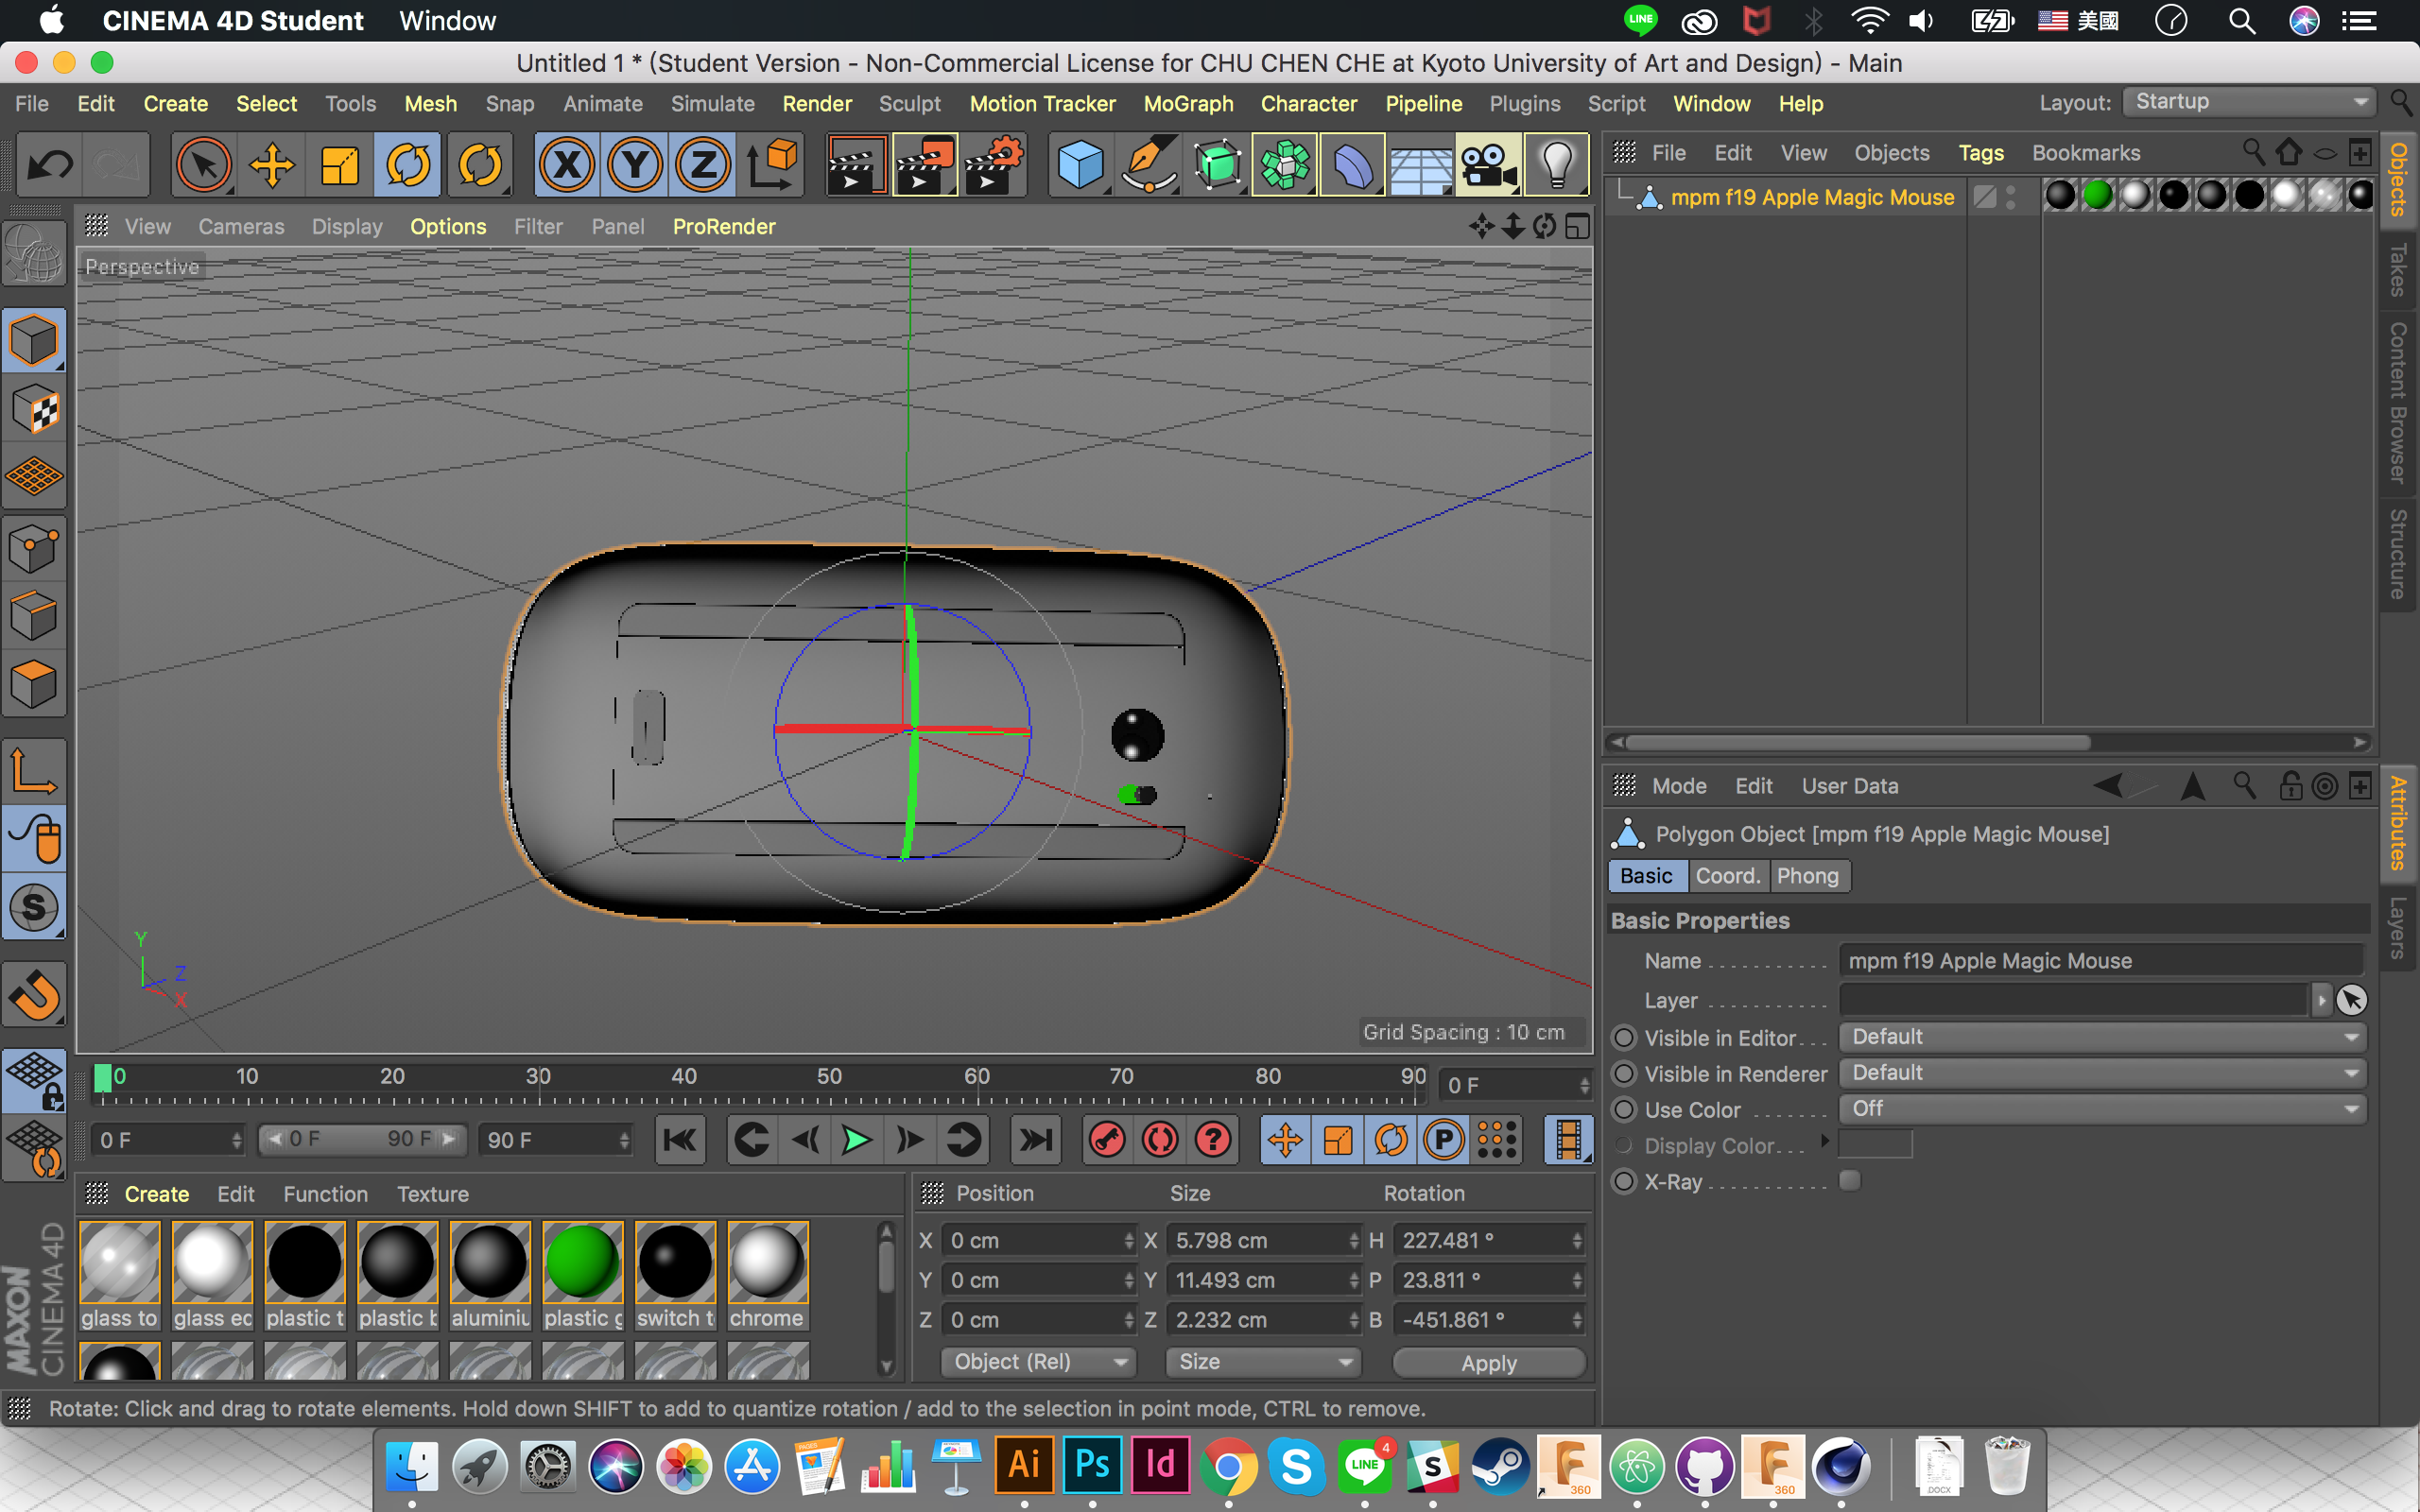 CINEMA 4D Student Window
LINE 美國
Untitled 1 * (Student Version - Non-Commercial License for CHU CHEN CHE at Kyoto University of Art and Design) - Main
File Edit Create Select Tools Mesh Snap Animate Simulate Render Sculpt Motion Tracker MoGraph Character Pipeline Plugins Script Window Help
Layout: Startup
X Y Z
File Edit View Objects Tags Bookmarks
mpm f19 Apple Magic Mouse
Objects
Takes
Content Browser
Structure
View Cameras Display Options Filter Panel ProRender
Perspective
Y
Z
X
Grid Spacing : 10 cm
S
0 10 20 30 40 50 60 70 80 90
0 F
0 F 0 F 90 F 90 F
? P
Mode Edit User Data
Polygon Object [mpm f19 Apple Magic Mouse]
Basic Coord. Phong
Basic Properties
Name mpm f19 Apple Magic Mouse
Layer
Visible in Editor Default
Visible in Renderer Default
Use Color Off
Display Color
X-Ray
Attributes
Layers
Create Edit Function Texture
glass to glass ec plastic t plastic b aluminiu plastic g switch t chrome
Position Size Rotation
X 0 cm X 5.798 cm H 227.481 °
Y 0 cm Y 11.493 cm P 23.811 °
Z 0 cm Z 2.232 cm B -451.861 °
Object (Rel) Size Apply
MAXON
CINEMA 4D
Rotate: Click and drag to rotate elements. Hold down SHIFT to add to quantize rotation / add to the selection in point mode, CTRL to remove.
PAGES Ai Ps Id S LINE 4 S F 360 F 360 .DOCX